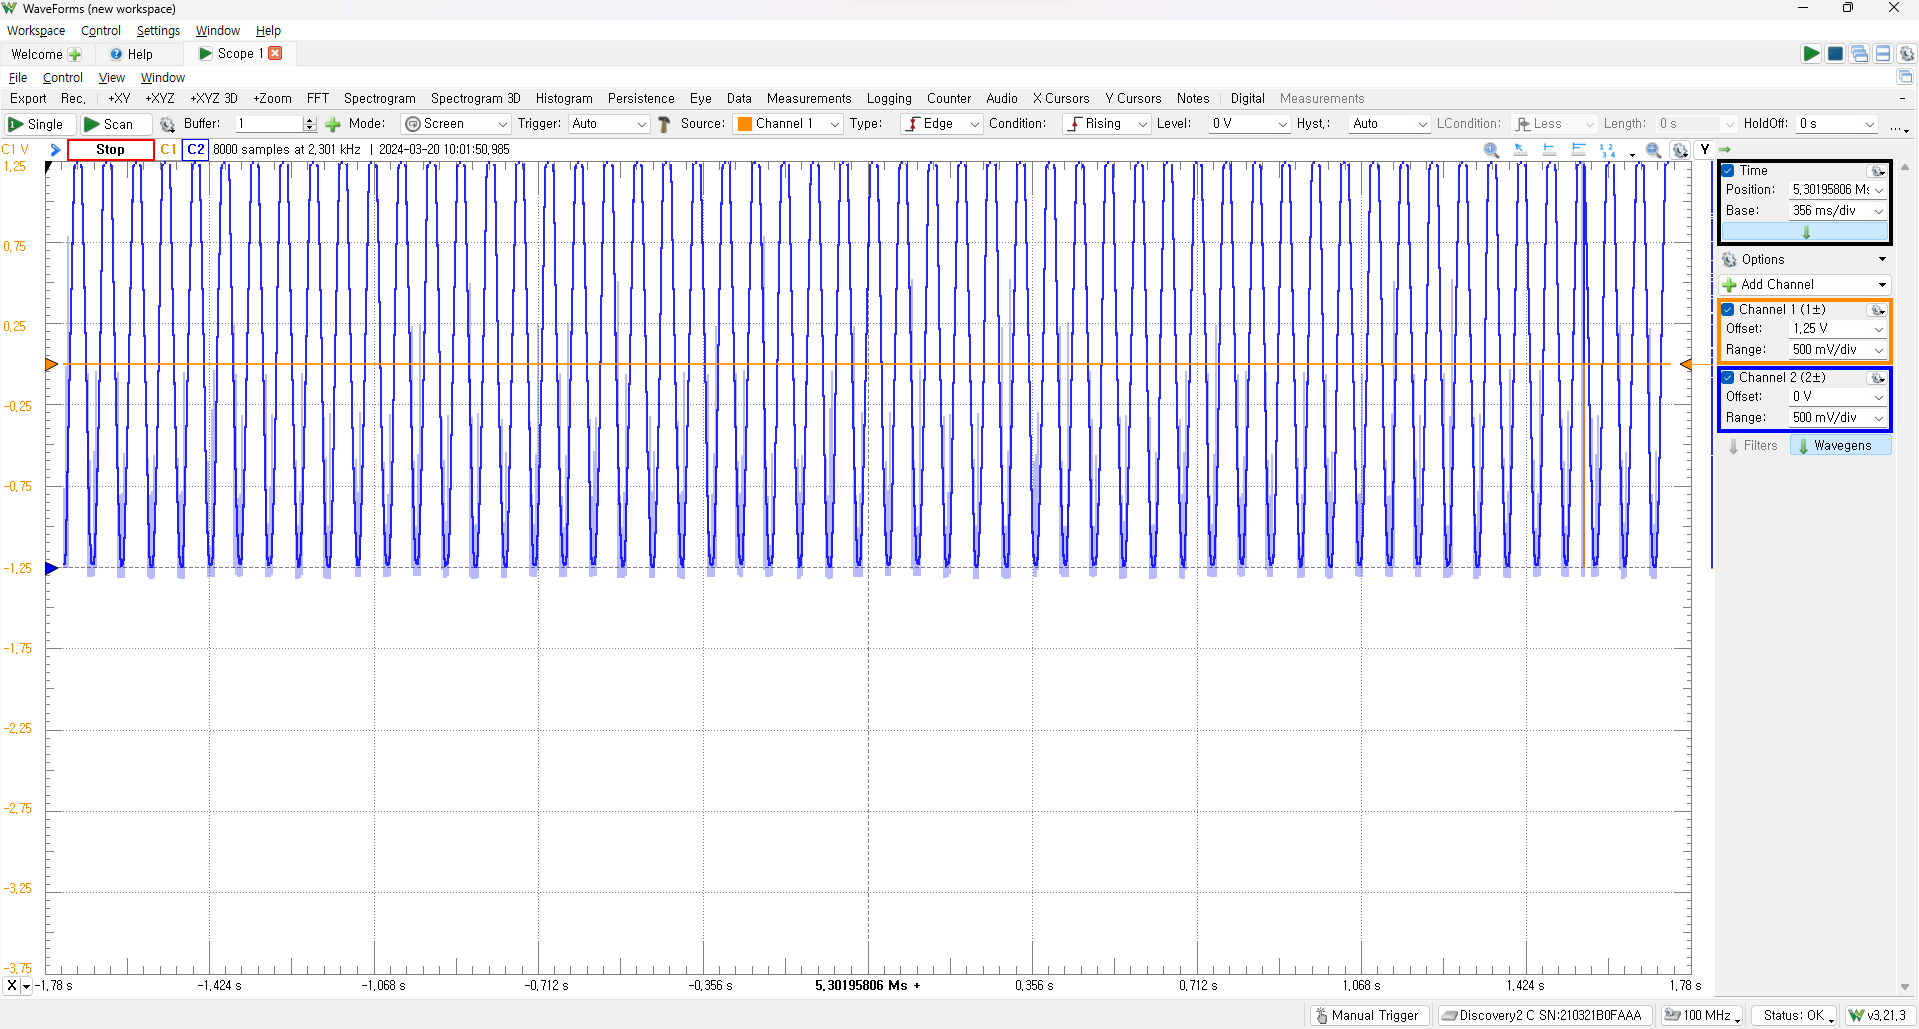 WaveForms (new workspace)
Workspace Control Settings Window Help
Welcome Help Scope 1
File Control View Window
Export Rec. +XY +XYZ +XYZ 3D +Zoom FFT Spectrogram Spectrogram 3D Histogram Persistence Eye Data Measurements Logging Counter Audio X Cursors Y Cursors Notes Digital Measurements
Single Scan Buffer: 1 Mode: Screen Trigger: Auto Source: Channel 1 Type: Edge Condition: Rising Level: 0 V Hyst.: Auto LCondition: Less Length: 0 s HoldOff: 0 s ...
C1 V Stop C1 C2 8000 samples at 2,301 kHz | 2024-03-20 10:01:50,985 Y
1,25
0,75
0,25
-0,25
-0,75
-1,25
-1,75
-2,25
-2,75
-3,25
-3,75
X -1,78 s -1,424 s -1,068 s -0,712 s -0,356 s 5,30195806 Ms + 0,356 s 0,712 s 1,068 s 1,424 s 1,78 s
Time
Position: 5,30195806 Ms
Base: 356 ms/div
Options
Add Channel
Channel 1 (1±)
Offset: 1,25 V
Range: 500 mV/div
Channel 2 (2±)
Offset: 0 V
Range: 500 mV/div
Filters Wavegens
Manual Trigger Discovery2 C SN:210321B0FAAA 100 MHz Status: OK v3,21,3